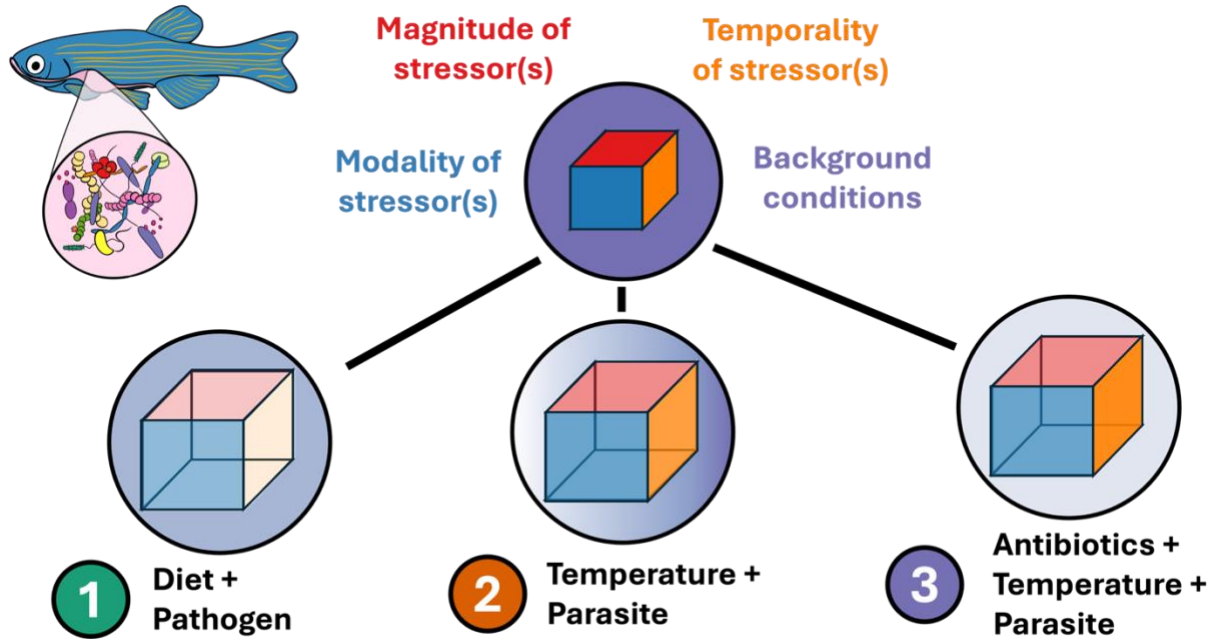 Magnitude of
stressor(s)
Temporality
of stressor(s)
Modality of
stressor(s)
Background
conditions
1
Diet +
Pathogen
2
Temperature +
Parasite
3
Antibiotics +
Temperature +
Parasite